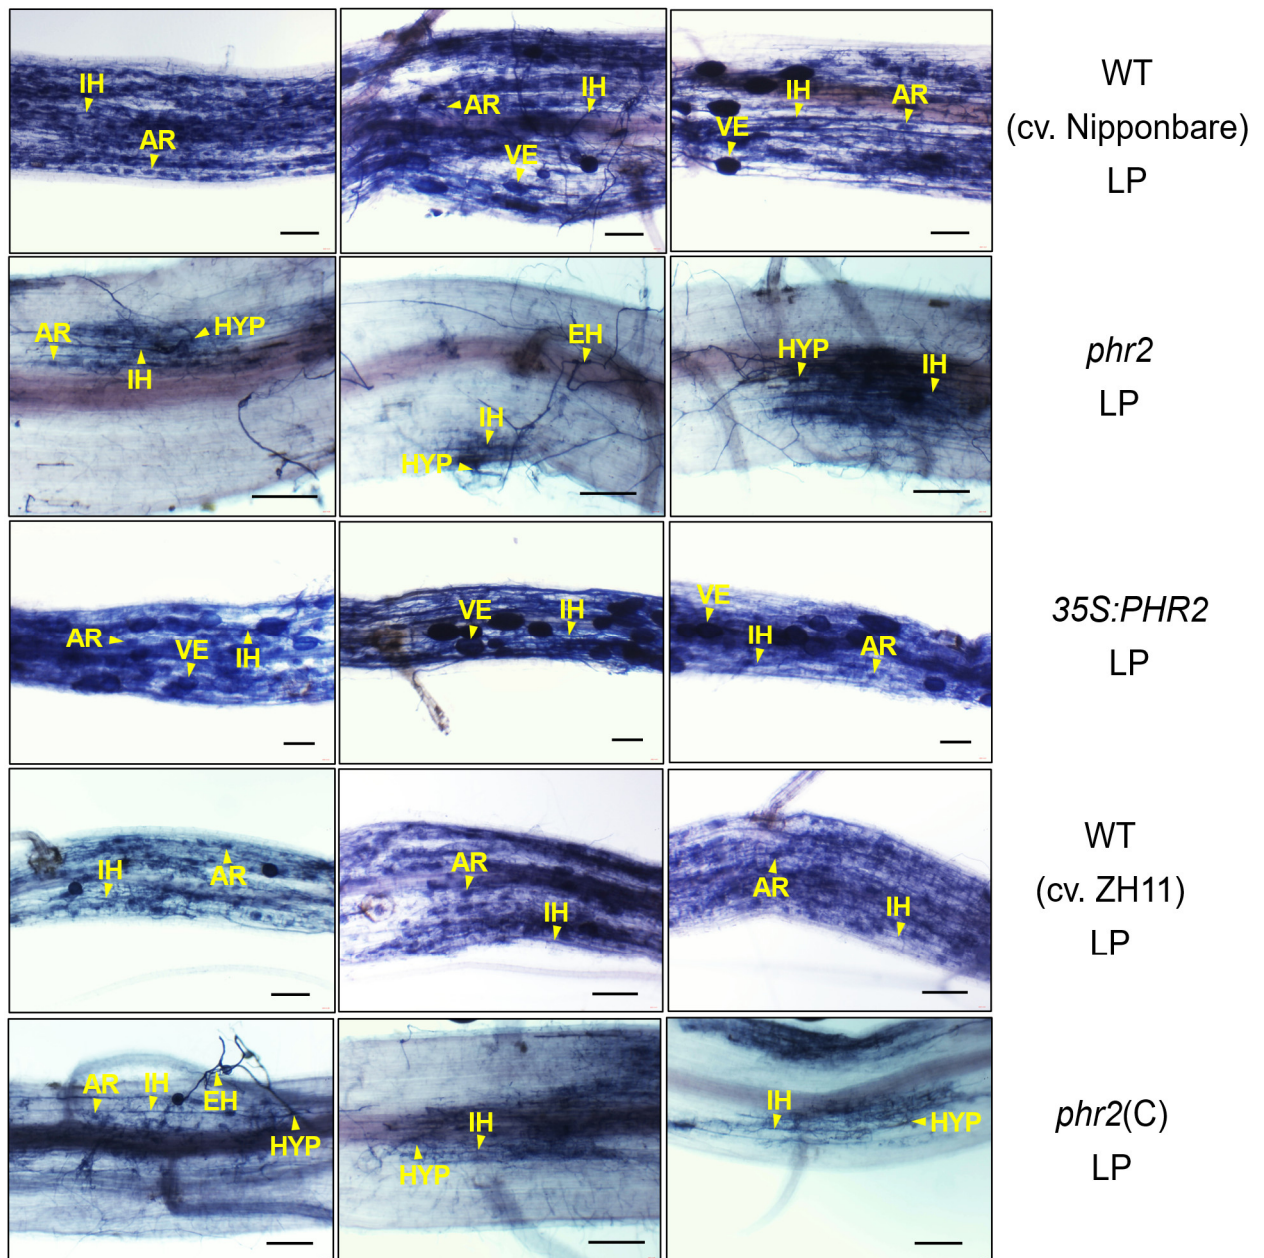 IH
AR
AR
IH
VE
IH
AR
VE
WT
(cv. Nipponbare)
LP
AR
HYP
IH
EH
IH
HYP
HYP
IH
phr2
LP
AR
VE
IH
VE
IH
VE
IH
AR
35S:PHR2
LP
IH
AR
AR
IH
AR
IH
WT
(cv. ZH11)
LP
AR
IH
EH
HYP
IH
HYP
IH
HYP
phr2(C)
LP